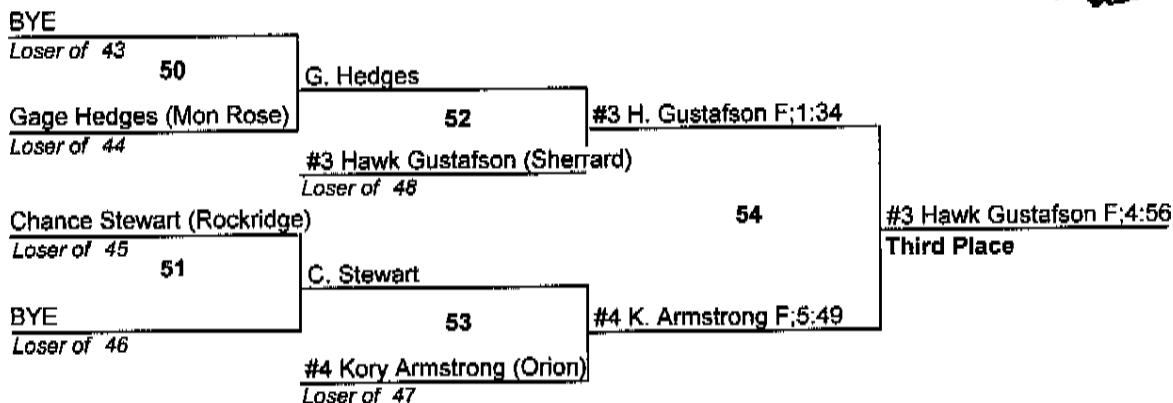 BYE
Loser of 43
50
G. Hedges
Gage Hedges (Mon Rose)
Loser of 44
52
#3 H. Gustafson F;1:34
#3 Hawk Gustafson (Sherrard)
Loser of 48
Chance Stewart (Rockridge)
Loser of 45
54
#3 Hawk Gustafson F;4:56
Third Place
51
C. Stewart
BYE
Loser of 46
53
#4 K. Armstrong F;5:49
#4 Kory Armstrong (Orion)
Loser of 47